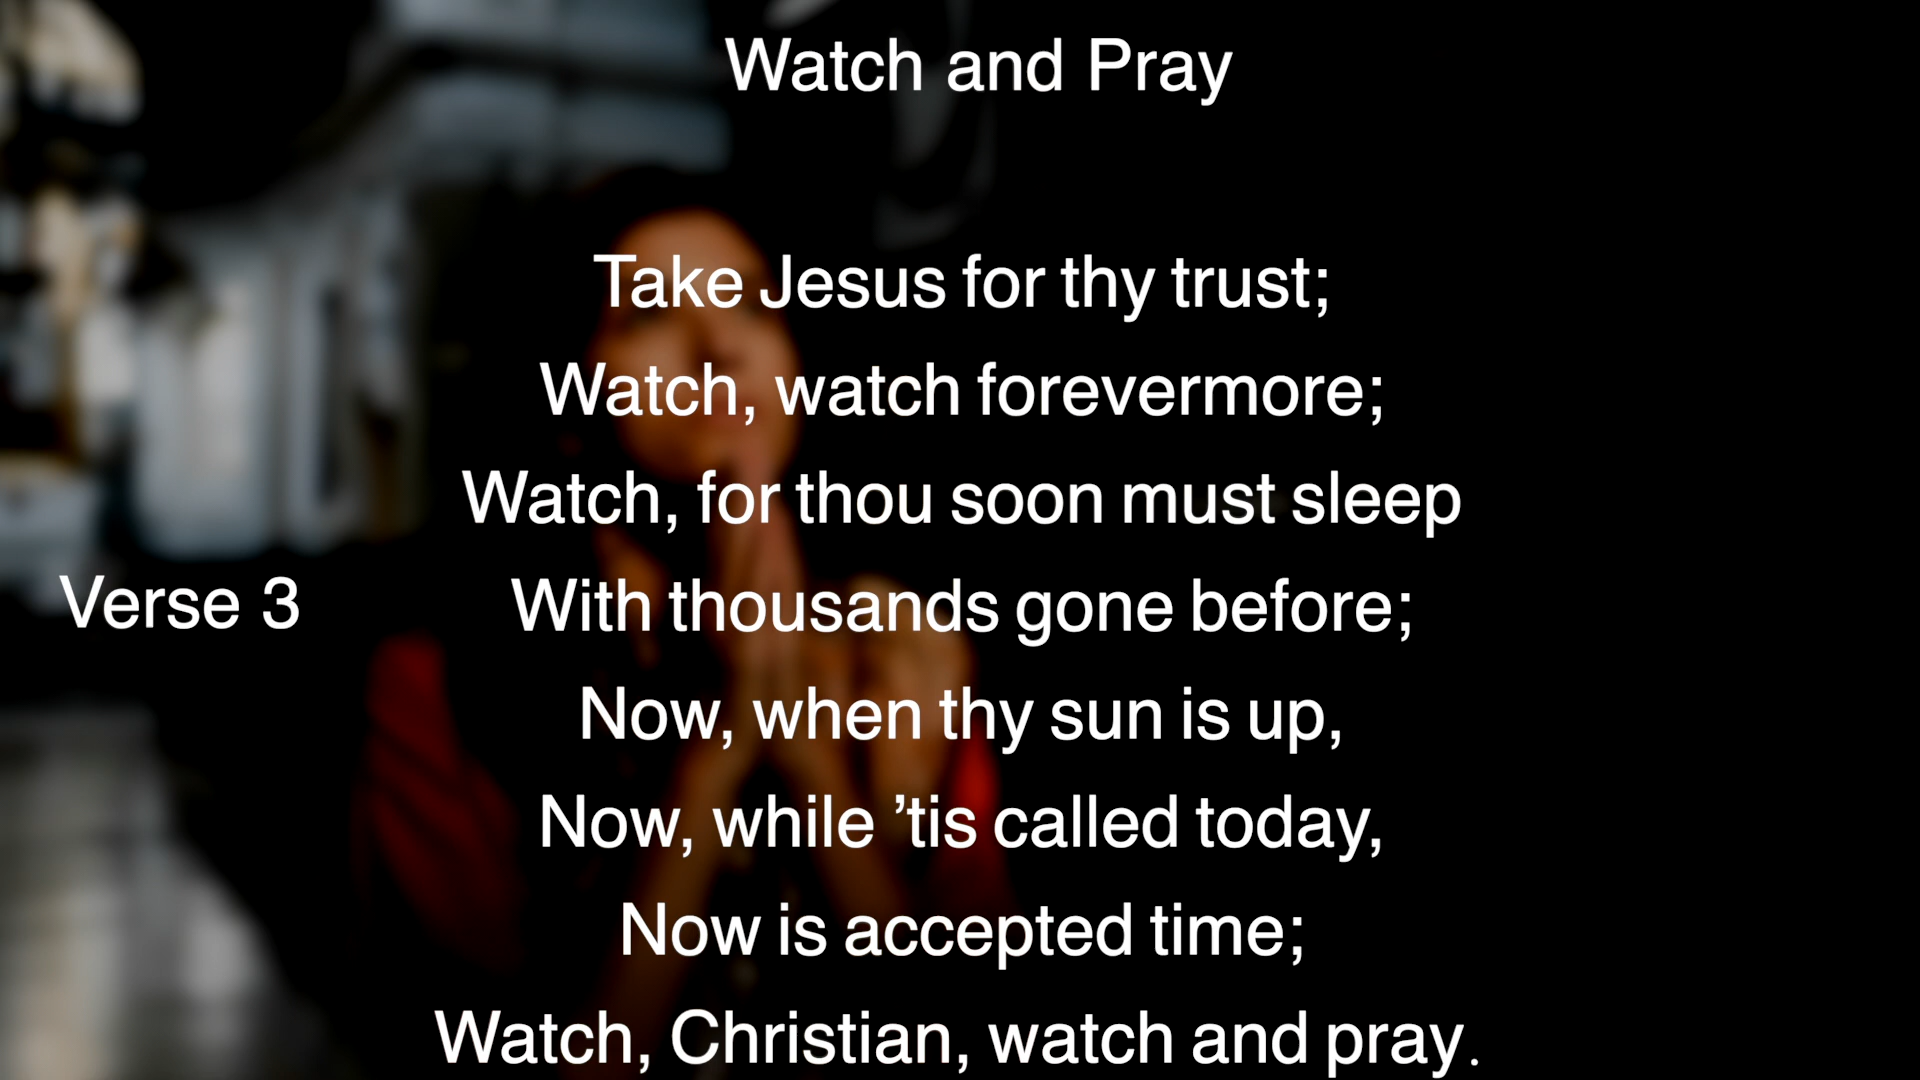 Watch and Pray
Take Jesus for thy trust;
Watch, watch forevermore;
Watch, for thou soon must sleep
Verse 3
With thousands gone before;
Now, when thy sun is up,
Now, while ’tis called today,
Now is accepted time;
Watch, Christian, watch and pray.